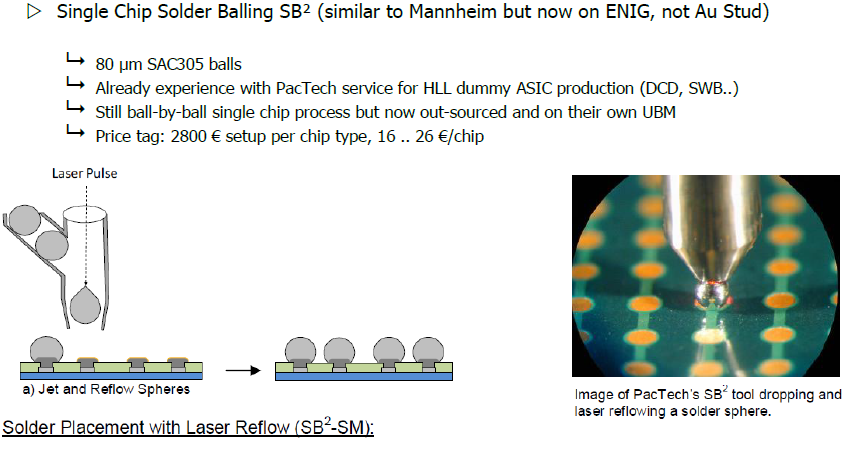 ▷ Single Chip Solder Balling SB² (similar to Mannheim but now on ENIG, not Au Stud)
↳ 80 µm SAC305 balls
↳ Already experience with PacTech service for HLL dummy ASIC production (DCD, SWB..)
↳ Still ball-by-ball single chip process but now out-sourced and on their own UBM
↳ Price tag: 2800 € setup per chip type, 16 .. 26 €/chip
Laser Pulse
a) Jet and Reflow Spheres
Solder Placement with Laser Reflow (SB²-SM):
Image of PacTech's SB² tool dropping and
laser reflowing a solder sphere.